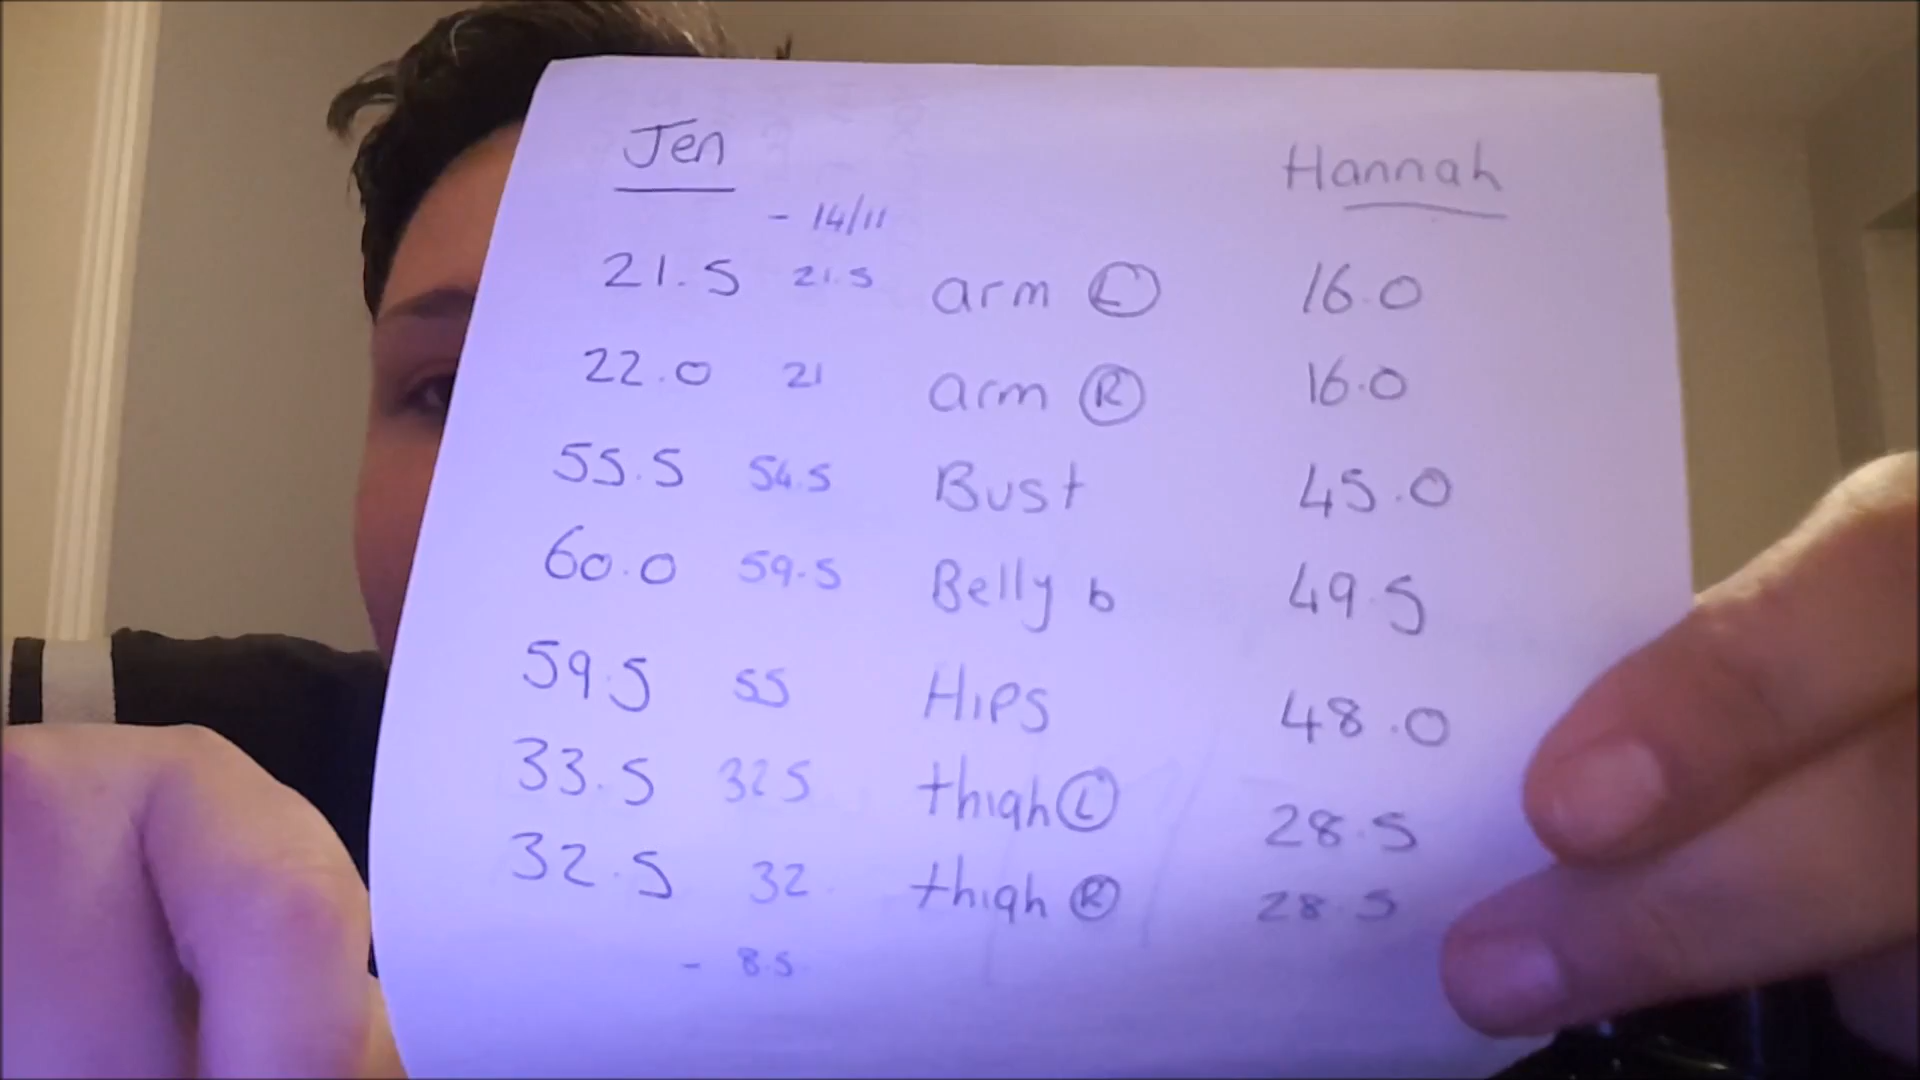 Jen Hannah
- 14/11
21.5 21.5 arm (L) 16.0
22.0 21 arm (R) 16.0
55.5 54.5 Bust 45.0
60.0 59.5 Belly b 49.5
59.5 55 Hips 48.0
33.5 32.5 thigh (L) 28.5
32.5 32 thigh (R) 28.5
- 8.5